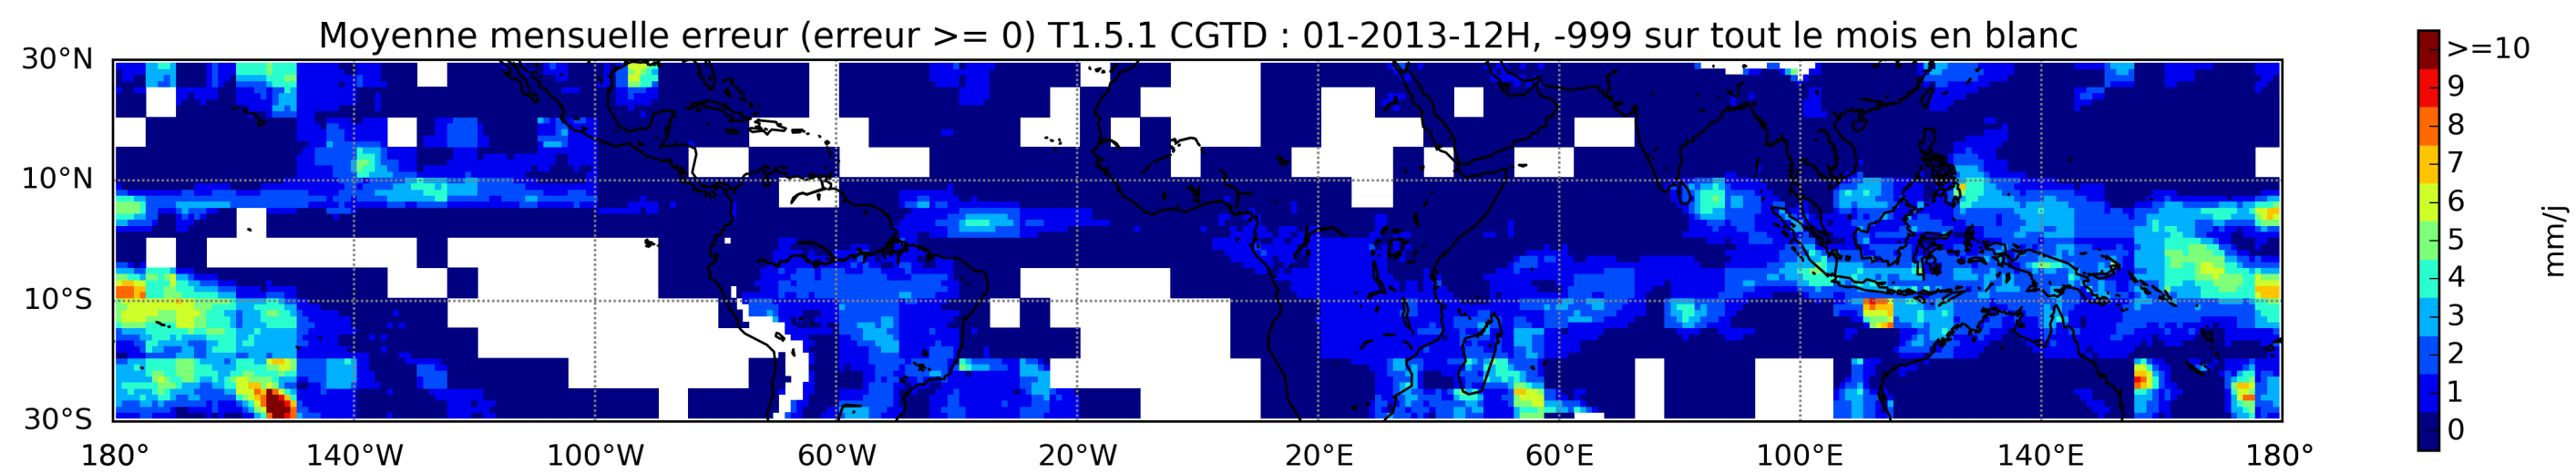 Moyenne mensuelle erreur (erreur >= 0) T1.5.1 CGTD : 01-2013-12H, -999 sur tout le mois en blanc
30°N
10°N
10°S
30°S
180° 140°W 100°W 60°W 20°W 20°E 60°E 100°E 140°E 180°
>=10
9
8
7
6
5
4
3
2
1
0
mm/j